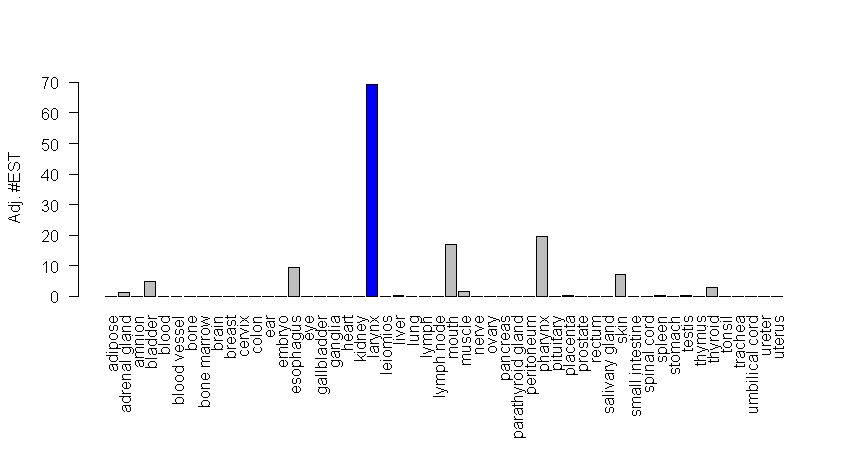 Adj. #EST
70
60
50
40
30
20
10
0
adipose
adrenal gland
amnion
bladder
blood
blood vessel
bone
bone marrow
brain
breast
cervix
colon
ear
embryo
esophagus
eye
gallbladder
ganglia
heart
kidney
larynx
leiomios
liver
lung
lymph
lymph node
mouth
muscle
nerve
ovary
pancreas
parathyroid gland
peritoneum
pharynx
pituitary
placenta
prostate
rectum
salivary gland
skin
small intestine
spinal cord
spleen
stomach
testis
thymus
thyroid
tonsil
trachea
umbilical cord
ureter
uterus